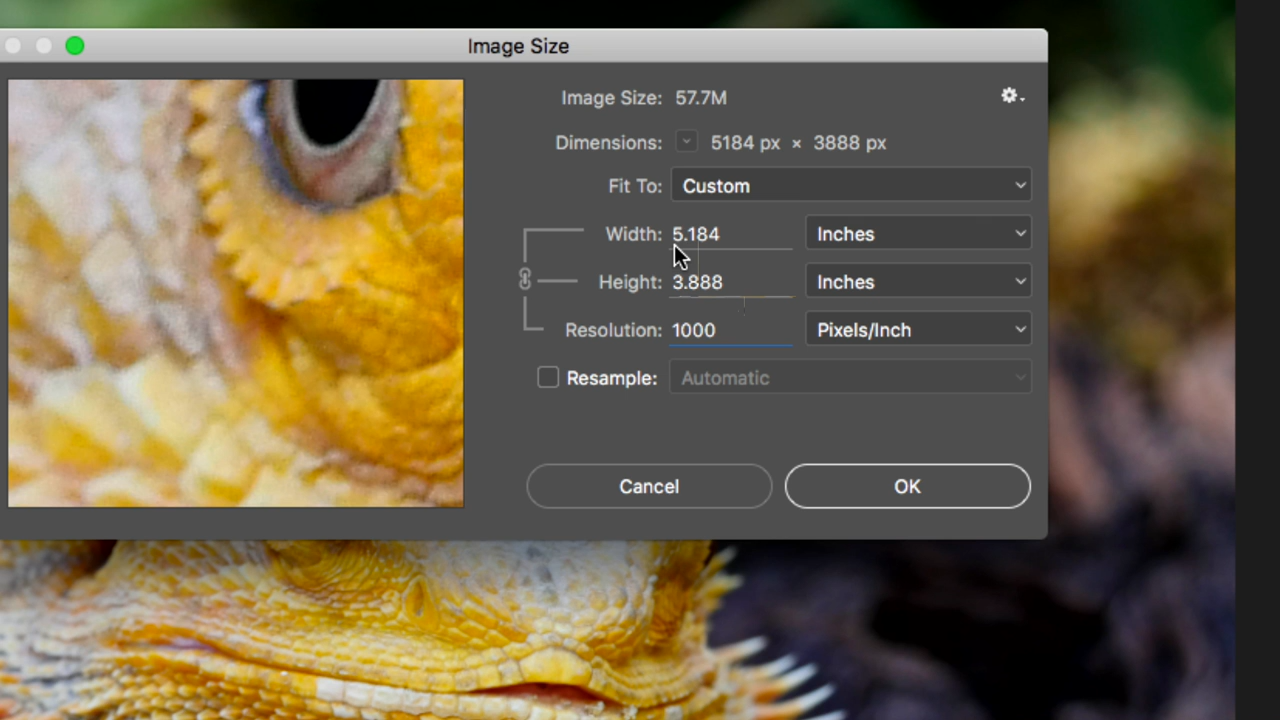 Image Size
Image Size: 57.7M
Dimensions: 5184 px × 3888 px
Fit To: Custom
Width: 5.184 Inches
Height: 3.888 Inches
Resolution: 1000 Pixels/Inch
Resample: Automatic
Cancel OK